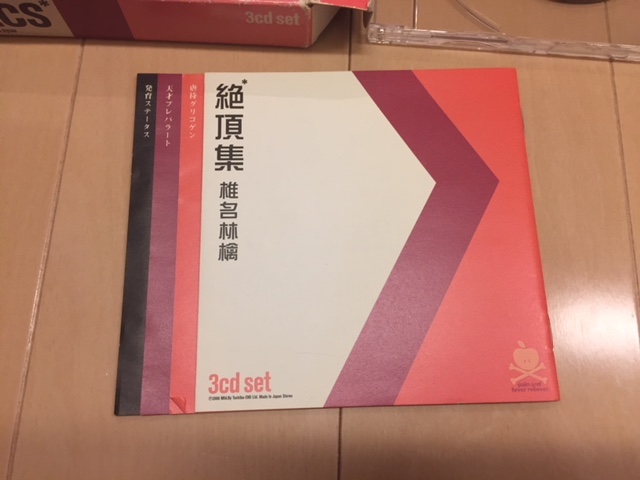 CS*
3cd set
発育ステータス
天才プレパラート
虐待グリコゲン
絶頂集*
椎名林檎
3cd set